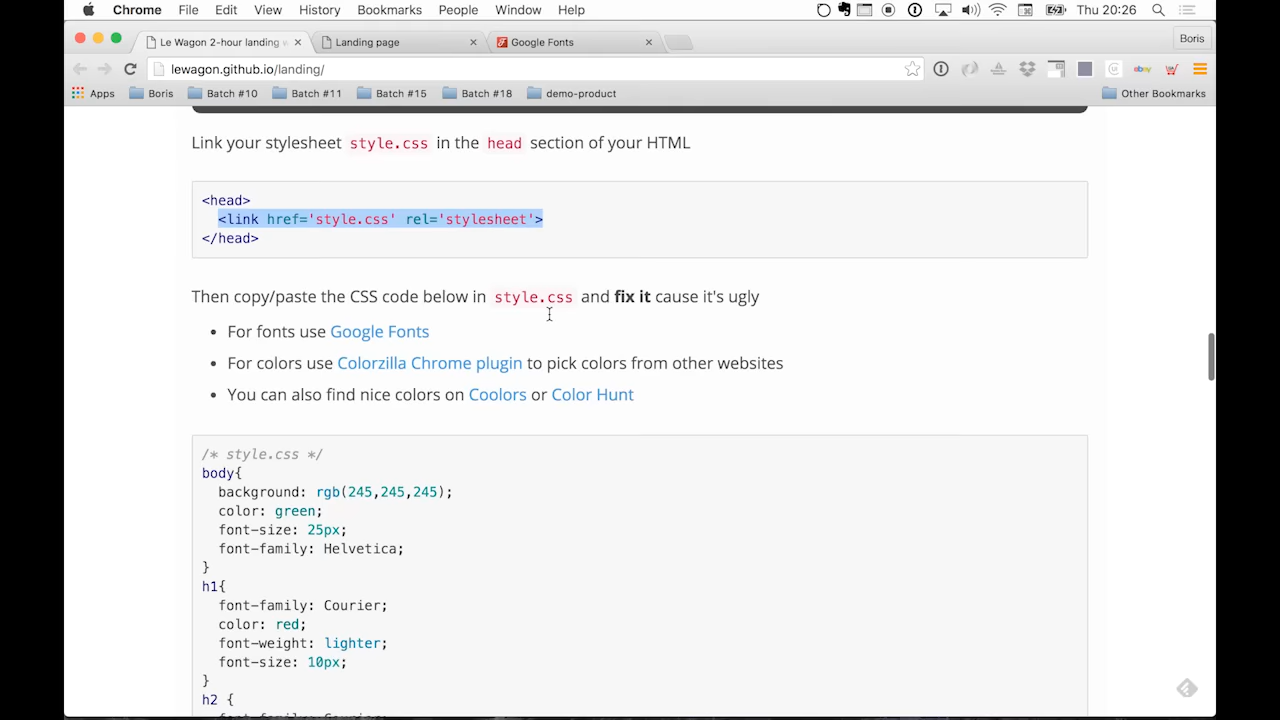 Chrome File Edit View History Bookmarks People Window Help Thu 20:26
Le Wagon 2-hour landing w Landing page Google Fonts Boris
lewagon.github.io/landing/
Apps Boris Batch #10 Batch #11 Batch #15 Batch #18 demo-product Other Bookmarks
Link your stylesheet style.css in the head section of your HTML
<head>
<link href='style.css' rel='stylesheet'>
</head>
Then copy/paste the CSS code below in style.css and fix it cause it's ugly
• For fonts use Google Fonts
• For colors use Colorzilla Chrome plugin to pick colors from other websites
• You can also find nice colors on Coolors or Color Hunt
/* style.css */
body{
background: rgb(245,245,245);
color: green;
font-size: 25px;
font-family: Helvetica;
}
h1{
font-family: Courier;
color: red;
font-weight: lighter;
font-size: 10px;
}
h2 {